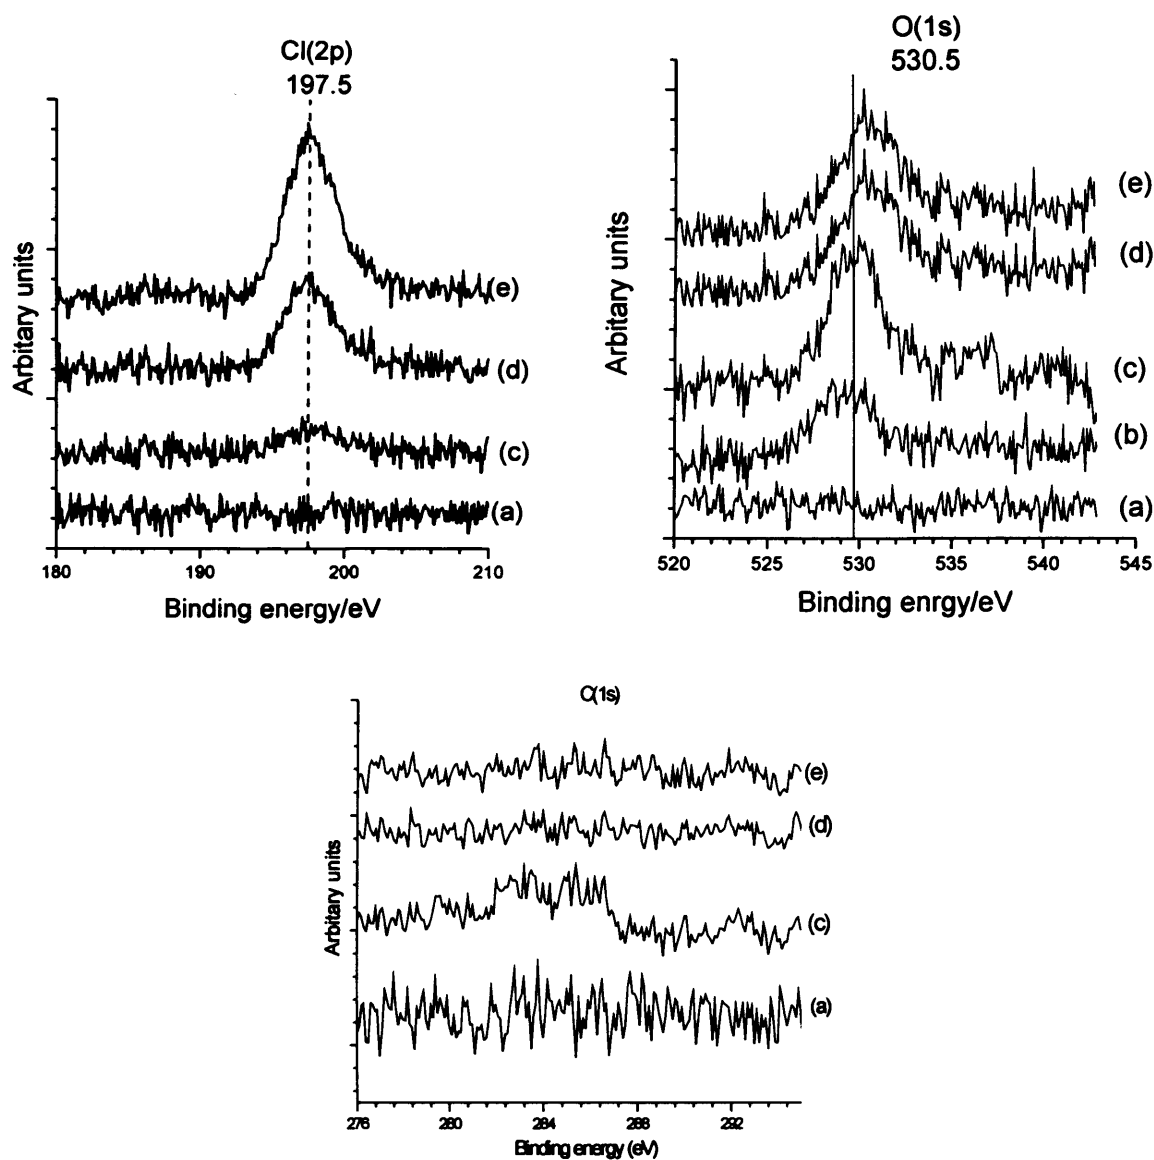 Cl(2p)
197.5
Arbitary units
(e)
(d)
(c)
(a)
180
190
200
210
Binding energy/eV
O(1s)
530.5
Arbitary units
(e)
(d)
(c)
(b)
(a)
520
525
530
535
540
545
Binding enrgy/eV
C(1s)
Arbitary units
(e)
(d)
(c)
(a)
276
280
284
288
292
Binding energy (eV)